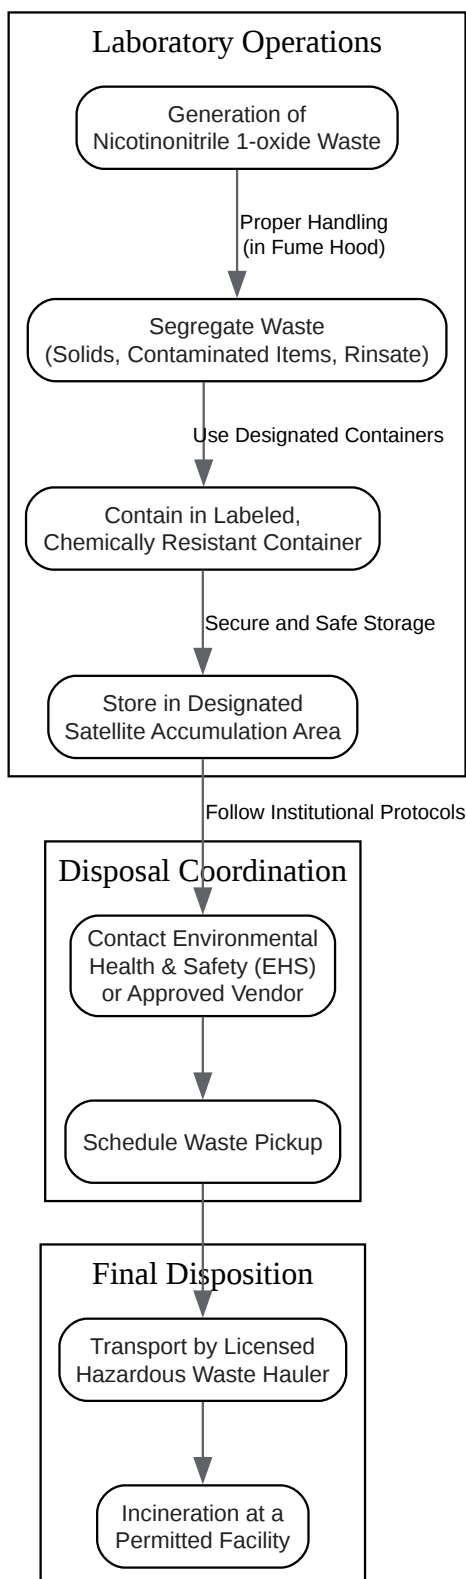 Laboratory Operations
Generation of
Nicotinonitrile 1-oxide Waste
Proper Handling
(in Fume Hood)
Segregate Waste
(Solids, Contaminated Items, Rinsate)
Use Designated Containers
Contain in Labeled,
Chemically Resistant Container
Secure and Safe Storage
Store in Designated
Satellite Accumulation Area
Follow Institutional Protocols
Disposal Coordination
Contact Environmental
Health & Safety (EHS)
or Approved Vendor
Schedule Waste Pickup
Final Disposition
Transport by Licensed
Hazardous Waste Hauler
Incineration at a
Permitted Facility